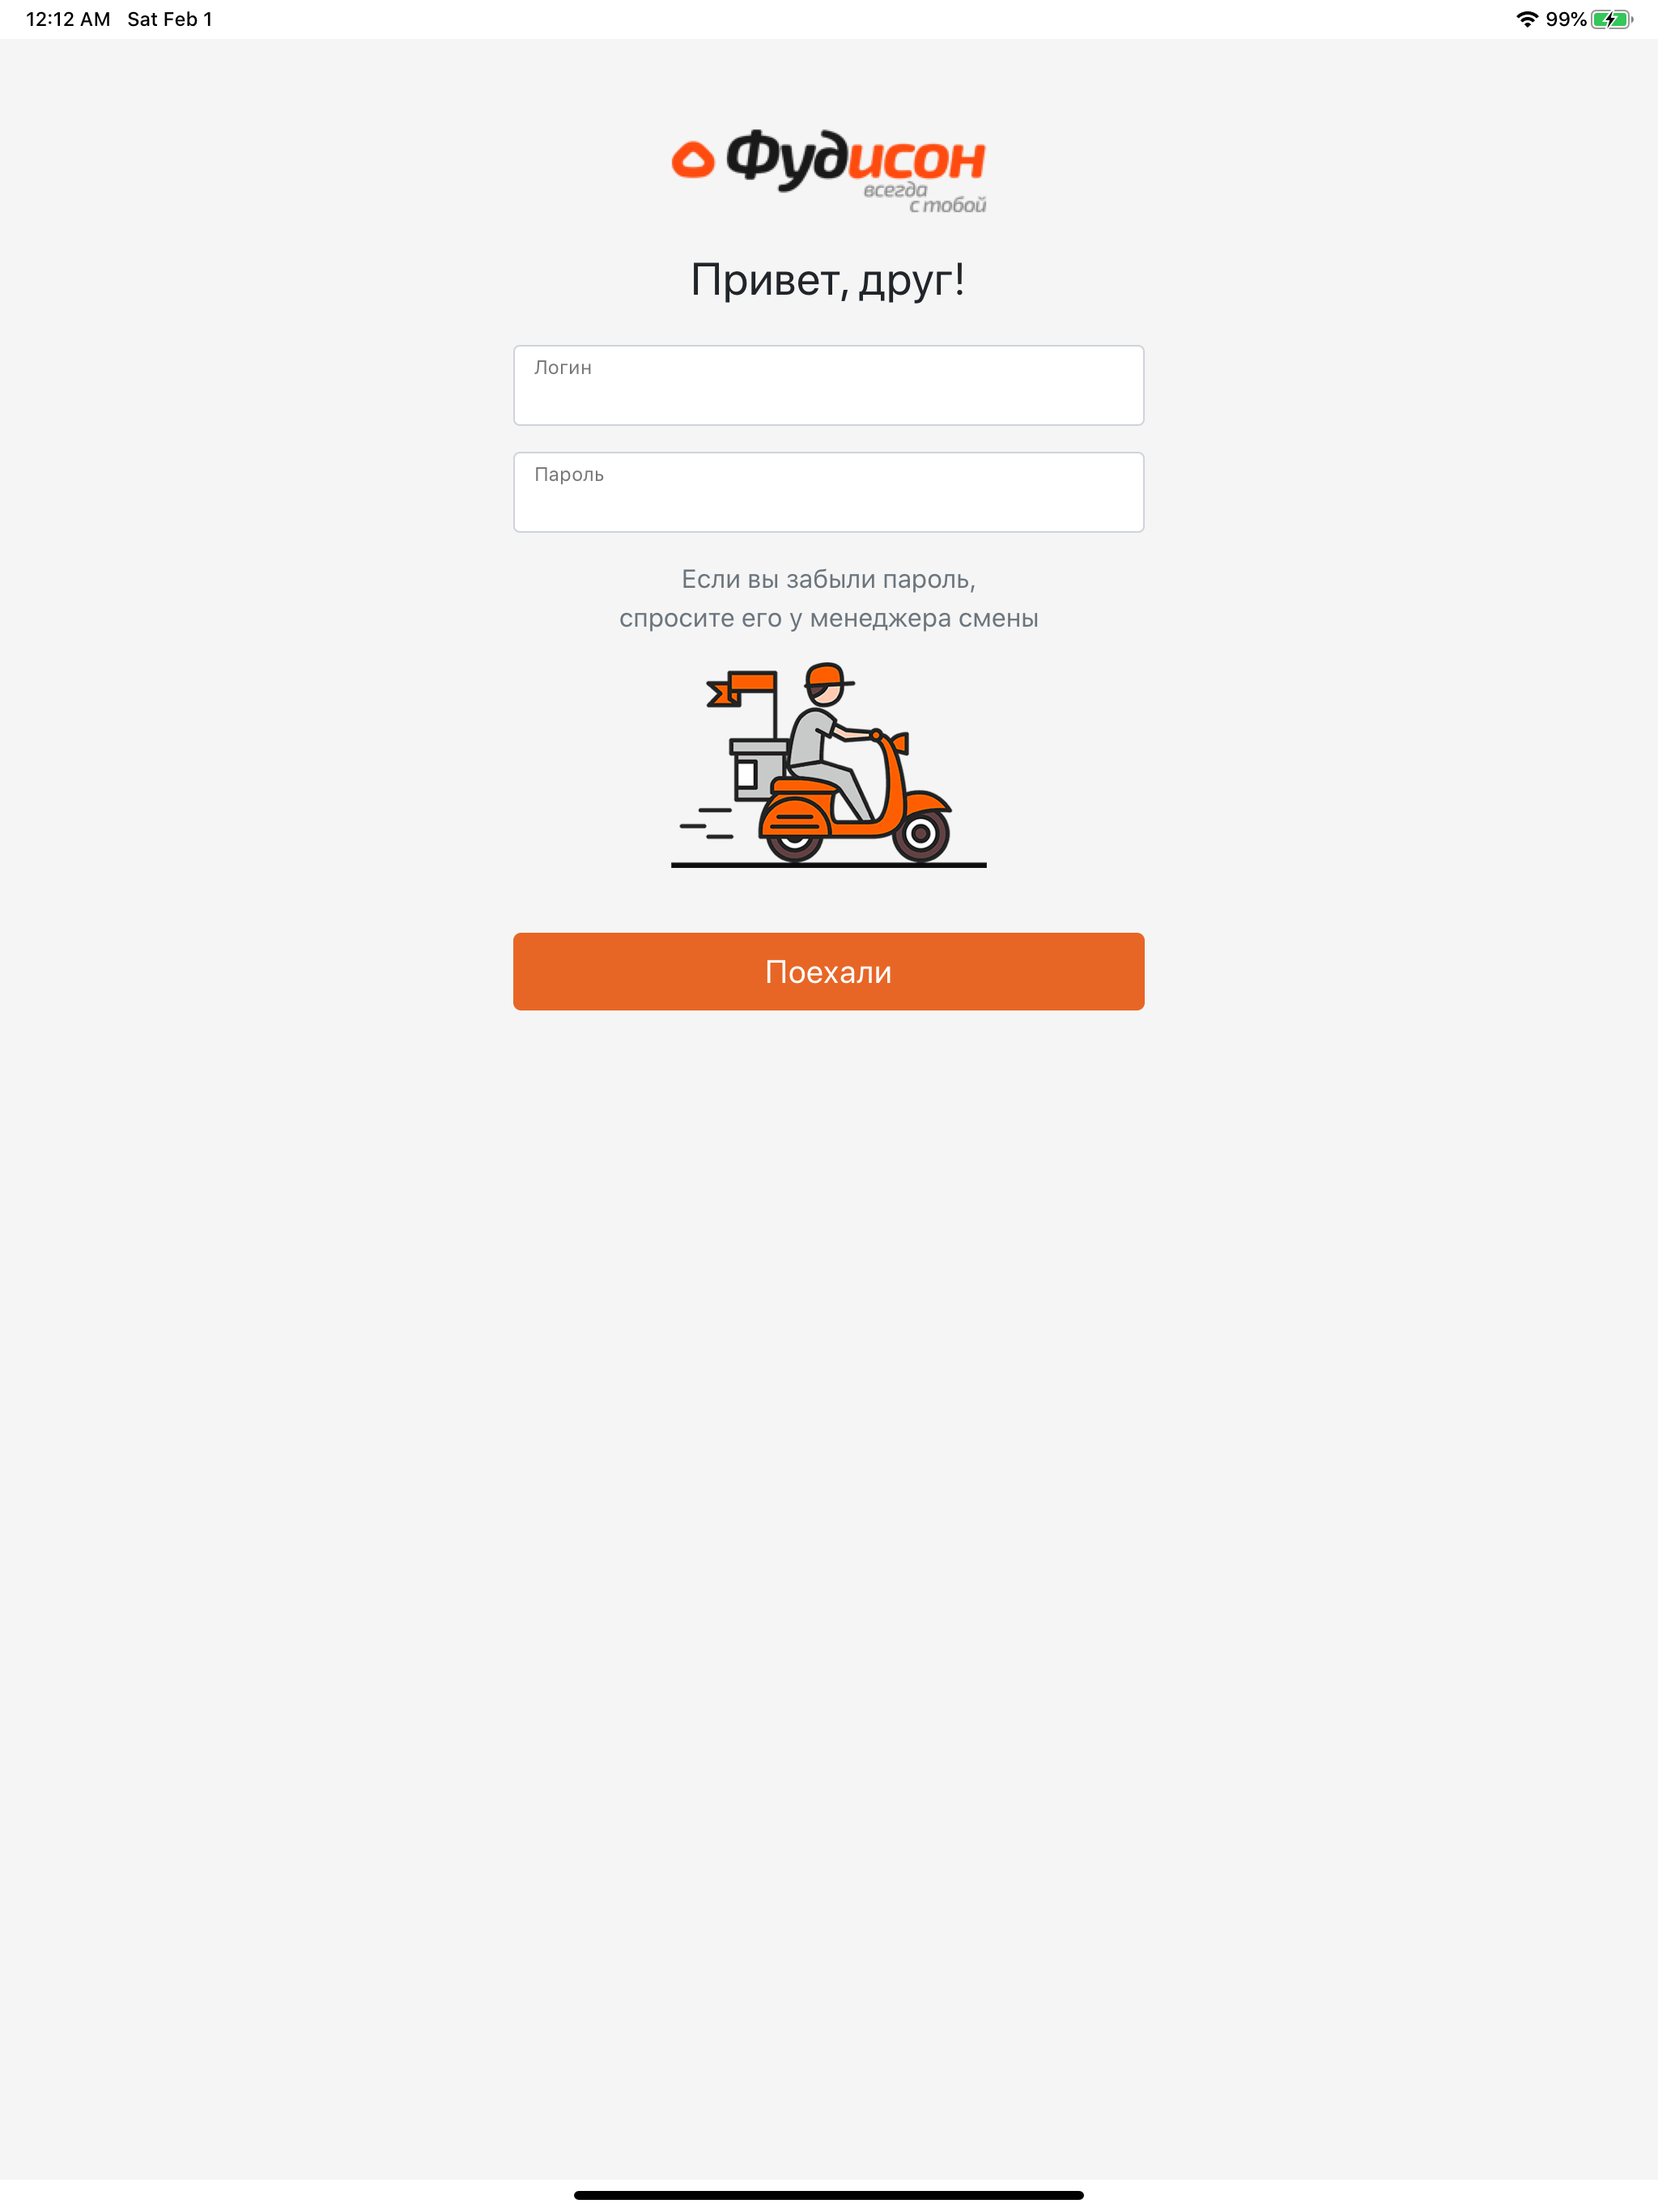 12:12 AM Sat Feb 1 99%
Фудисон
всегда
с тобой
Привет, друг!
Логин
Пароль
Если вы забыли пароль,
спросите его у менеджера смены
Поехали